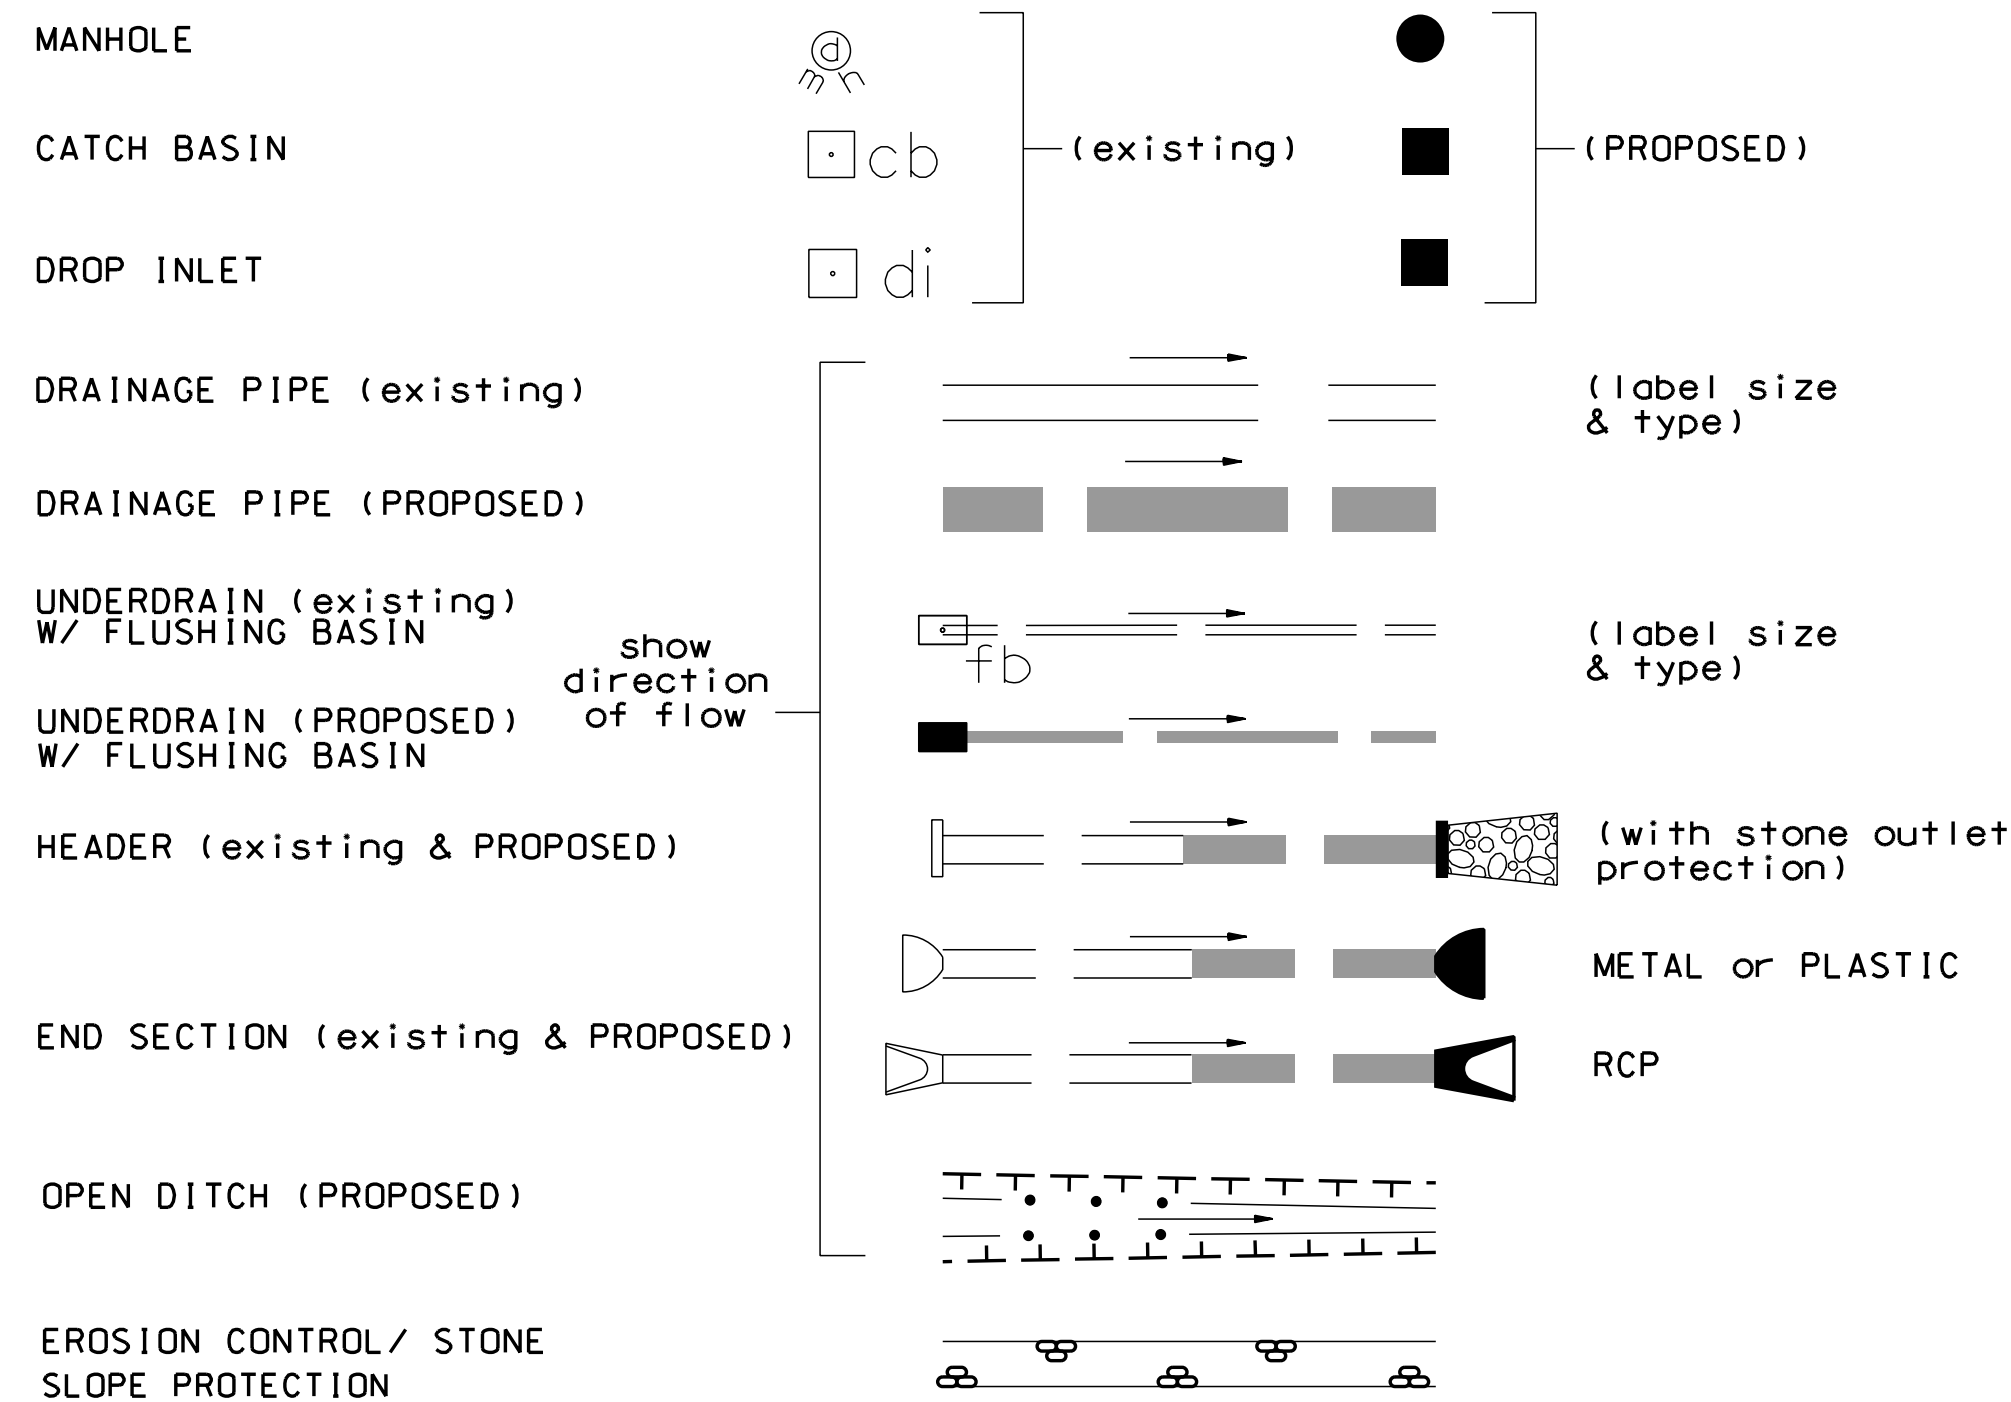 MANHOLE
d
mh
CATCH BASIN
cb
(existing)
(PROPOSED)
DROP INLET
di
DRAINAGE PIPE (existing)
(label size
& type)
DRAINAGE PIPE (PROPOSED)
UNDERDRAIN (existing)
W/ FLUSHING BASIN
fb
(label size
& type)
show
direction
of flow
UNDERDRAIN (PROPOSED)
W/ FLUSHING BASIN
HEADER (existing & PROPOSED)
(with stone outlet
protection)
METAL or PLASTIC
END SECTION (existing & PROPOSED)
RCP
OPEN DITCH (PROPOSED)
EROSION CONTROL/ STONE
SLOPE PROTECTION